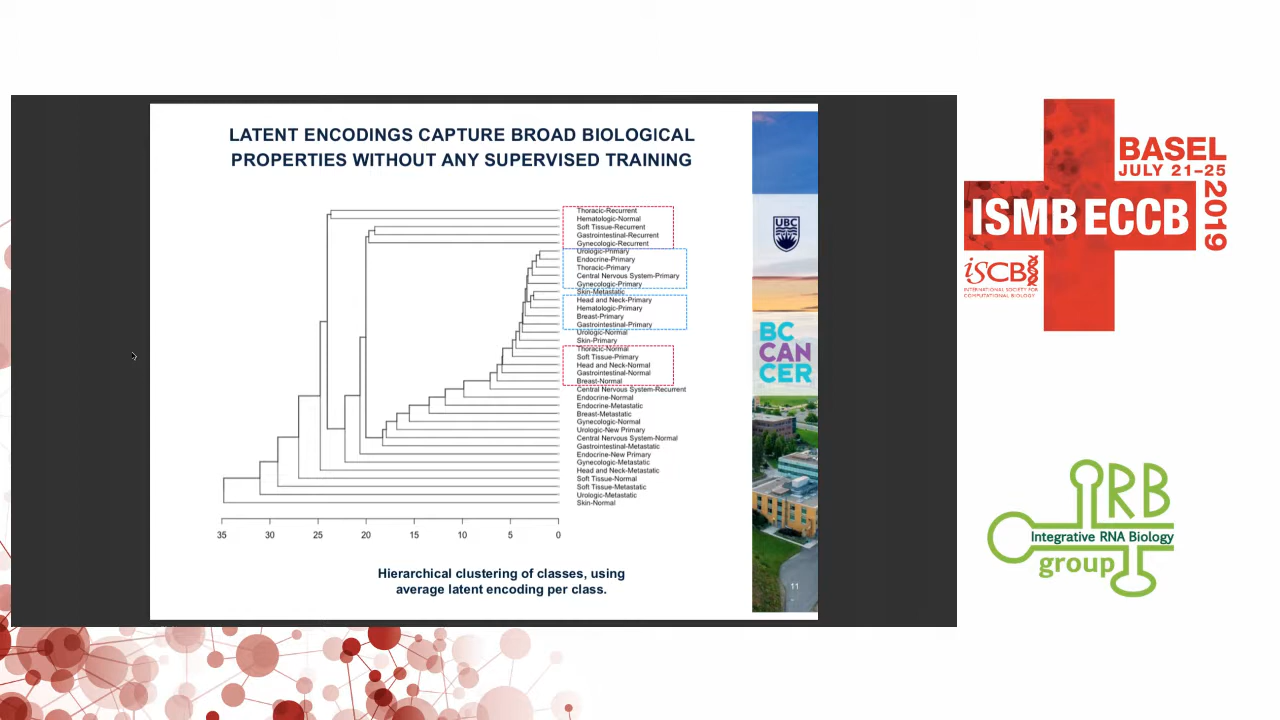 LATENT ENCODINGS CAPTURE BROAD BIOLOGICAL
PROPERTIES WITHOUT ANY SUPERVISED TRAINING
Thoracic-Recurrent
Hematologic-Normal
Soft Tissue-Recurrent
Gastrointestinal-Recurrent
Gynecologic-Recurrent
Urologic-Primary
Endocrine-Primary
Thoracic-Primary
Central Nervous System-Primary
Gynecologic-Primary
Skin-Metastatic
Head and Neck-Primary
Hematologic-Primary
Breast-Primary
Gastrointestinal-Primary
Urologic-Normal
Skin-Primary
Thoracic-Normal
Soft Tissue-Primary
Head and Neck-Normal
Gastrointestinal-Normal
Breast-Normal
Central Nervous System-Recurrent
Endocrine-Normal
Endocrine-Metastatic
Breast-Metastatic
Gynecologic-Normal
Urologic-New Primary
Central Nervous System-Normal
Gastrointestinal-Metastatic
Endocrine-New Primary
Gynecologic-Metastatic
Head and Neck-Metastatic
Soft Tissue-Normal
Soft Tissue-Metastatic
Urologic-Metastatic
Skin-Normal
35 30 25 20 15 10 5 0
Hierarchical clustering of classes, using
average latent encoding per class.
UBC
BC
CAN
CER
11
BASEL
JULY 21–25
2019
ISMB ECCB
iSCB
INTERNATIONAL SOCIETY FOR
COMPUTATIONAL BIOLOGY
IRB
Integrative RNA Biology
group